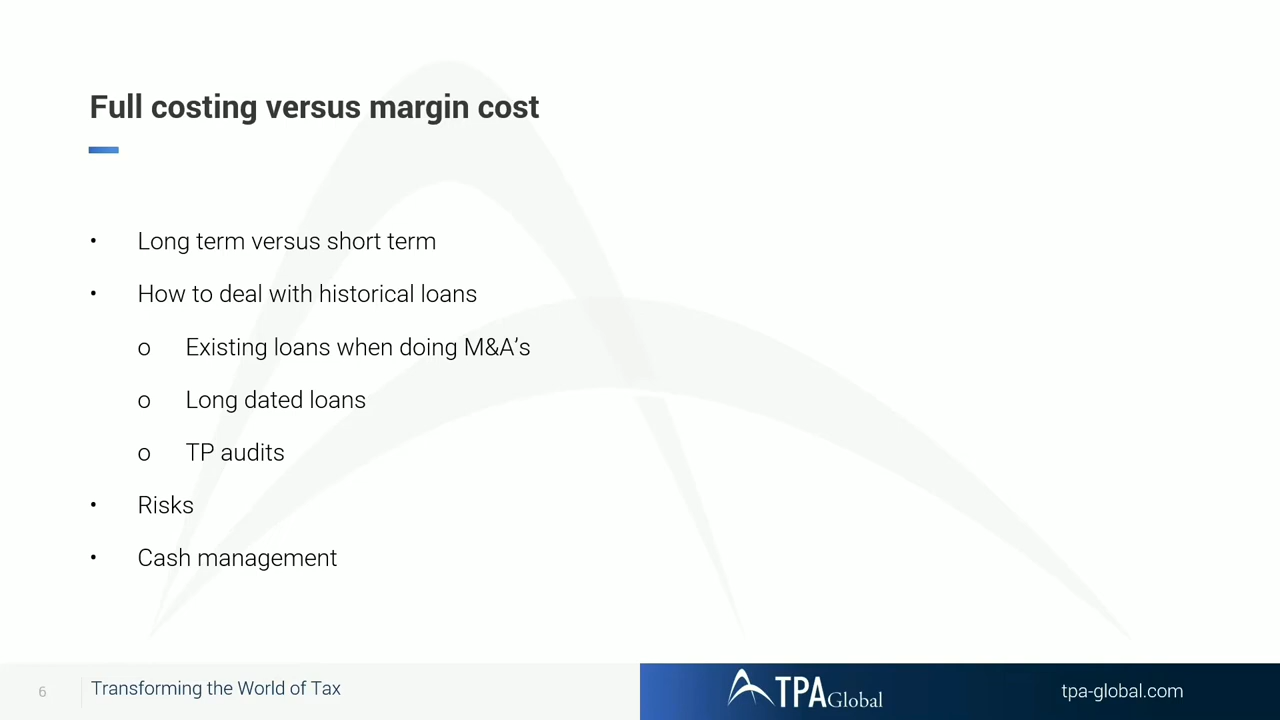 Full costing versus margin cost
• Long term versus short term
• How to deal with historical loans
o Existing loans when doing M&A’s
o Long dated loans
o TP audits
• Risks
• Cash management
6 Transforming the World of Tax
TPA Global
tpa-global.com